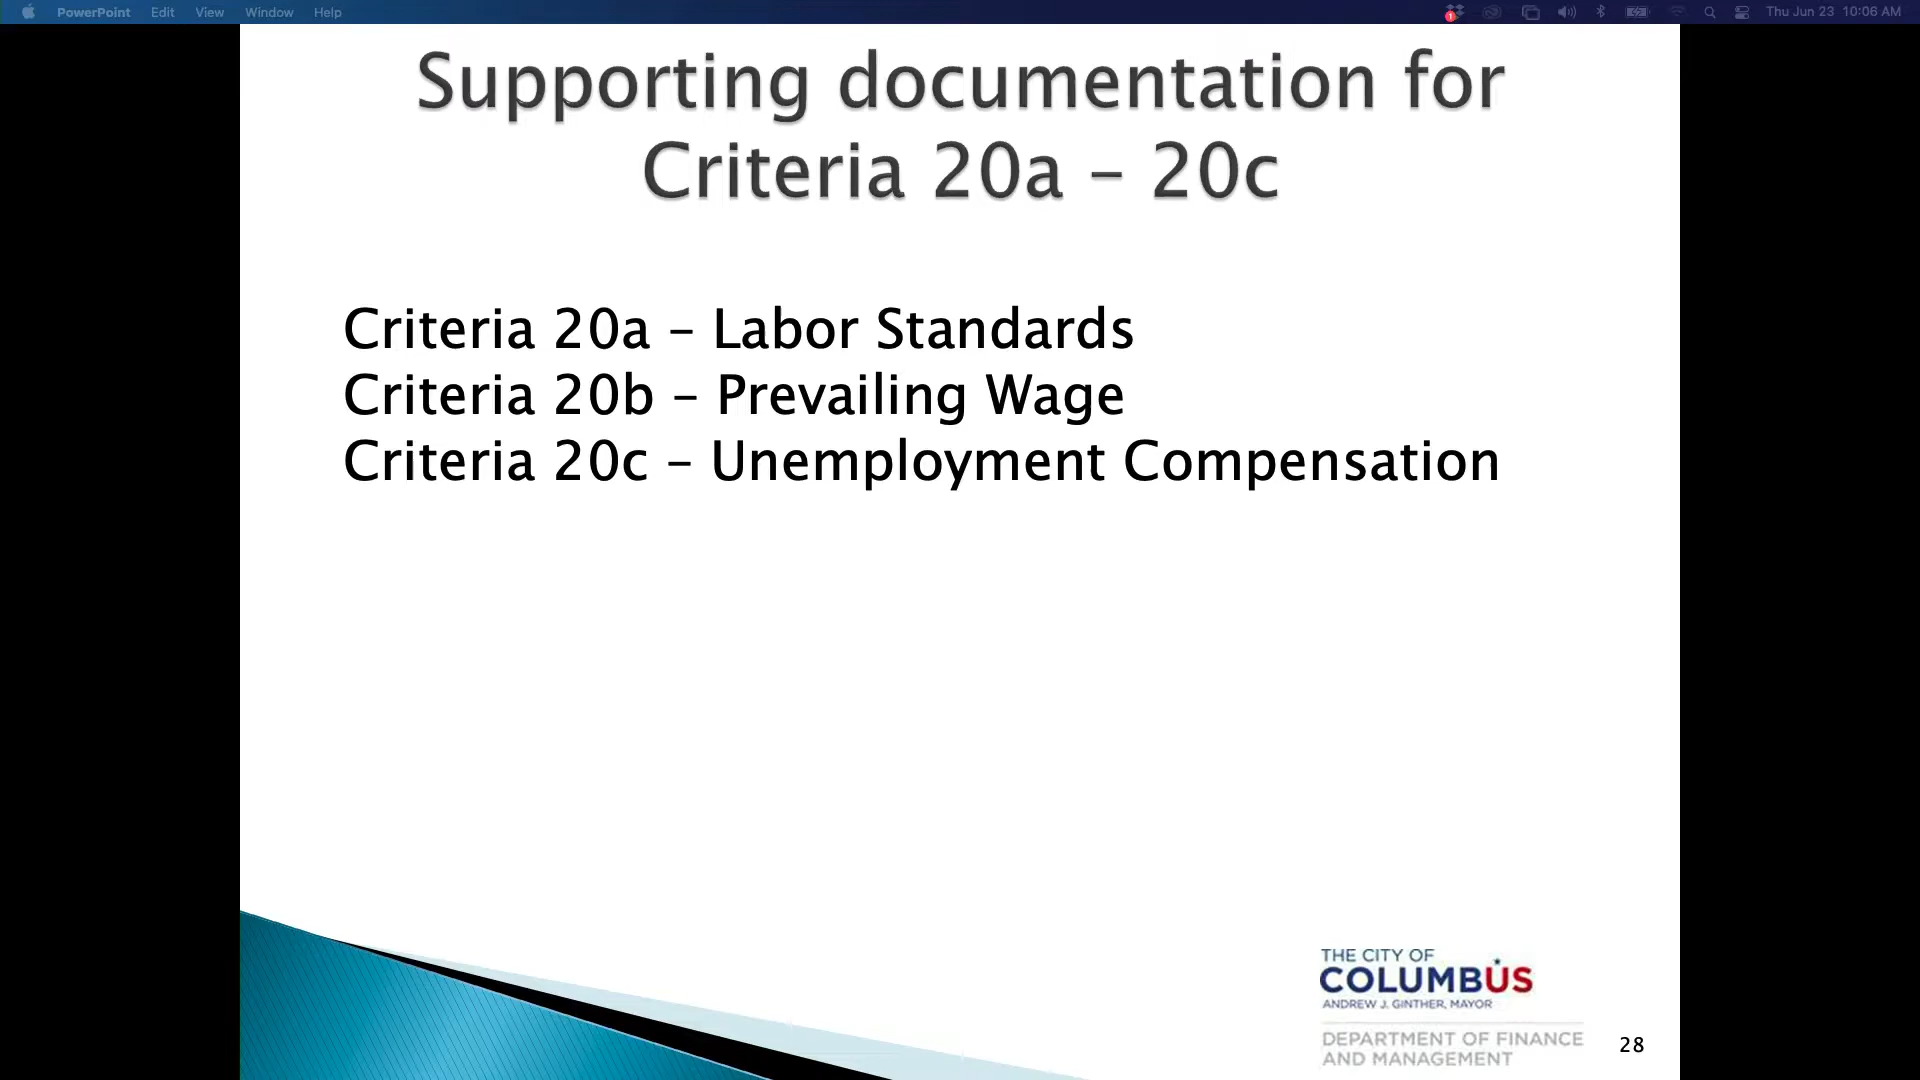 PowerPoint Edit View Window Help
1
Thu Jun 23 10:06 AM
Supporting documentation for
Criteria 20a – 20c
Criteria 20a – Labor Standards
Criteria 20b – Prevailing Wage
Criteria 20c – Unemployment Compensation
THE CITY OF
COLUMBUS
ANDREW J. GINTHER, MAYOR
DEPARTMENT OF FINANCE
AND MANAGEMENT
28